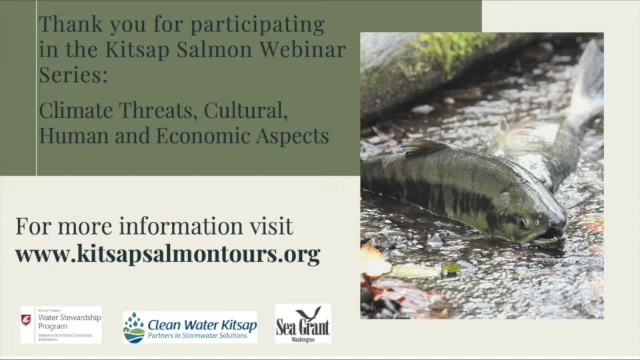 Thank you for participating
in the Kitsap Salmon Webinar
Series:
Climate Threats, Cultural,
Human and Economic Aspects
For more information visit
www.kitsapsalmontours.org
Water Stewardship
Program
Clean Water Kitsap
Partners in Stormwater Solutions
Sea Grant
Washington